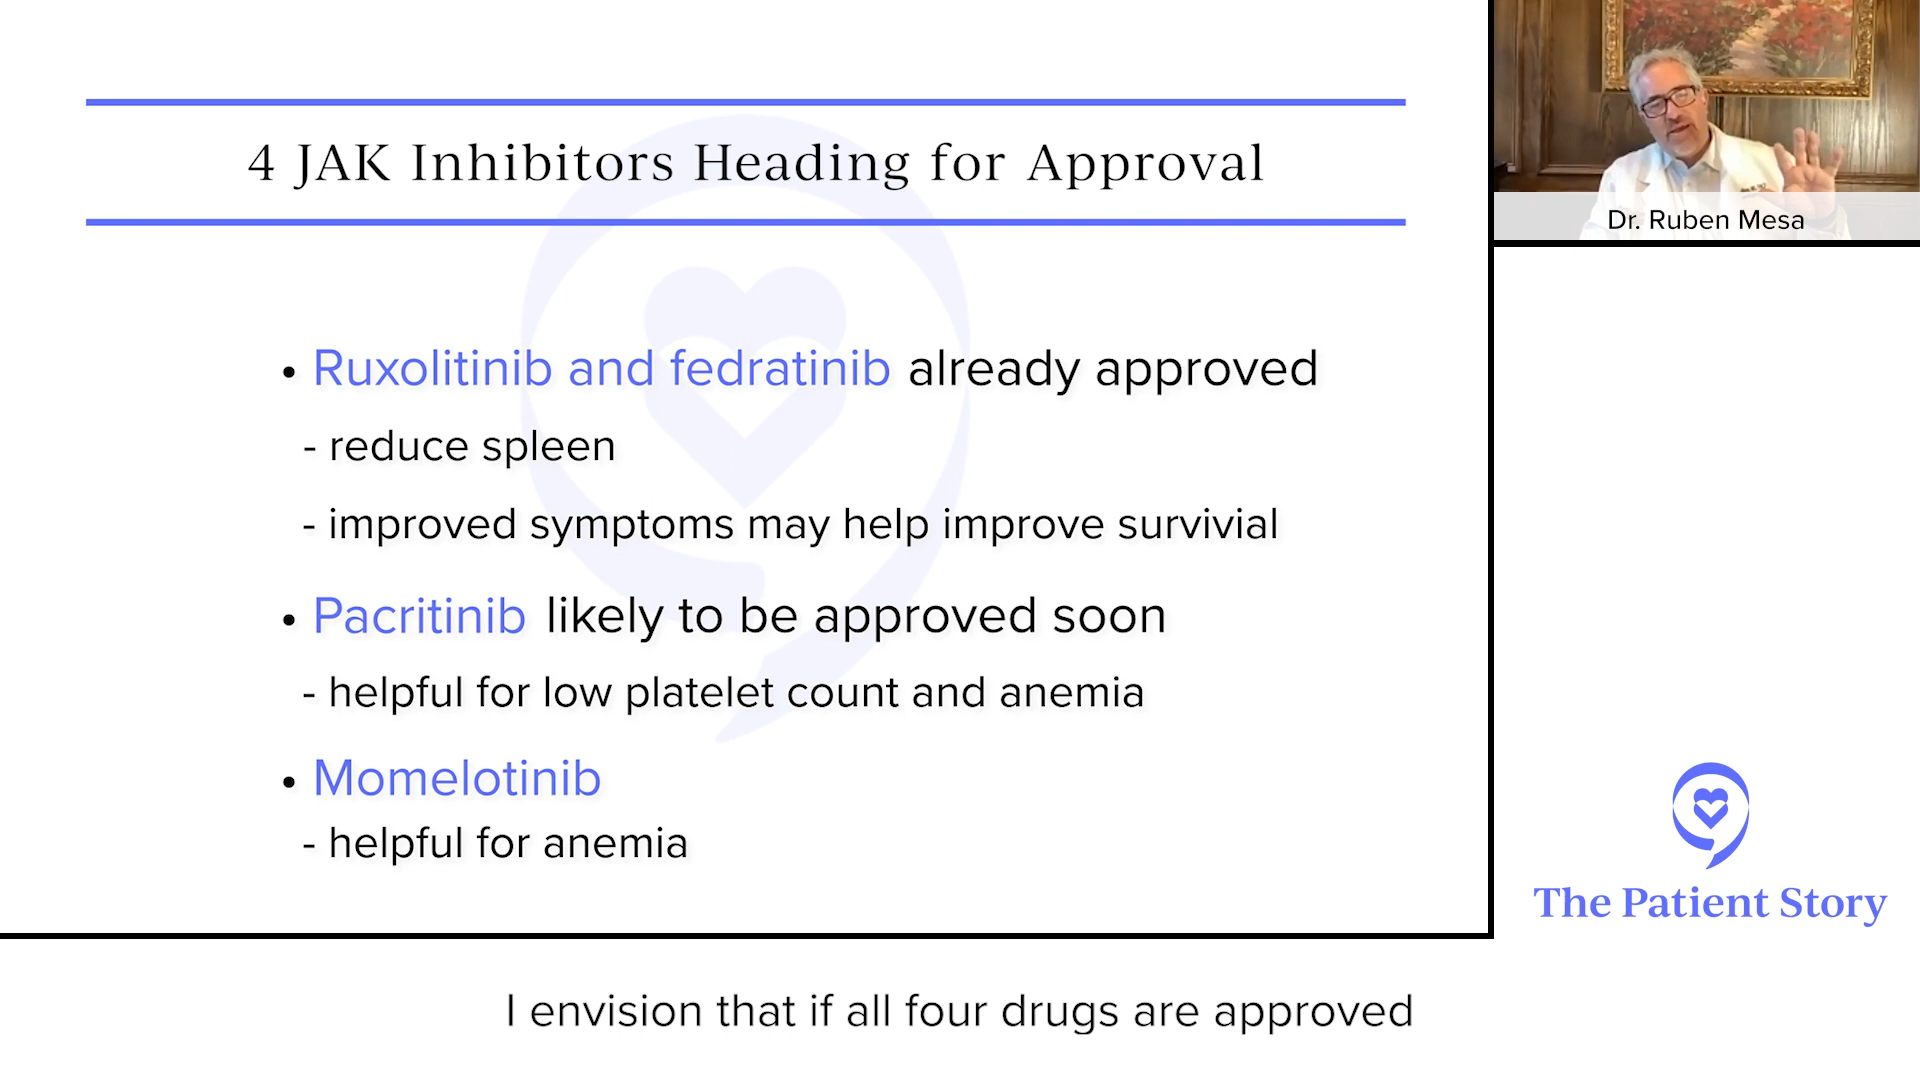 4 JAK Inhibitors Heading for Approval
• Ruxolitinib and fedratinib already approved
- reduce spleen
- improved symptoms may help improve survivial
• Pacritinib likely to be approved soon
- helpful for low platelet count and anemia
• Momelotinib
- helpful for anemia
Dr. Ruben Mesa
The Patient Story
I envision that if all four drugs are approved